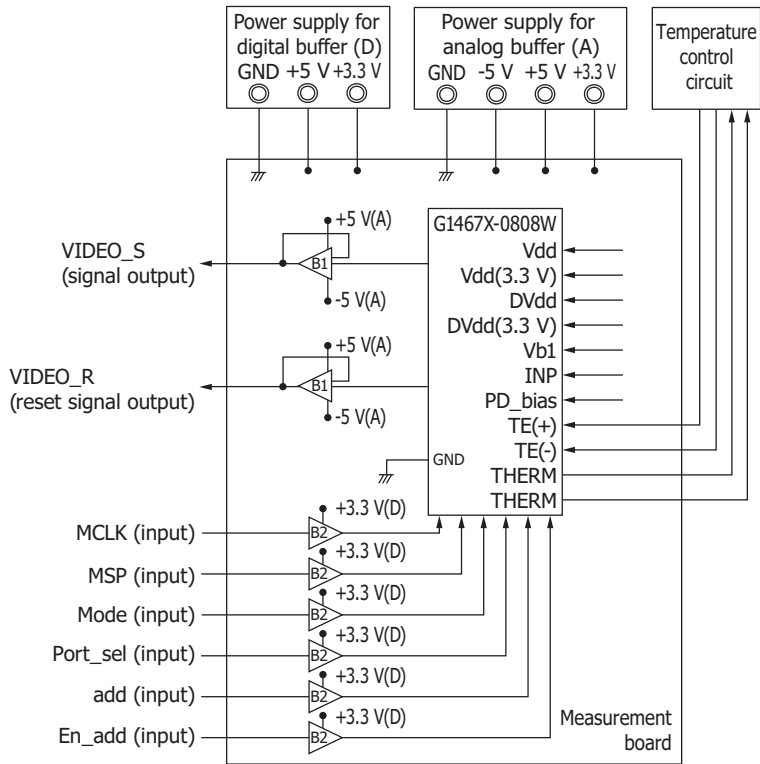 Power supply for
digital buffer (D)
GND +5 V +3.3 V
Power supply for
analog buffer (A)
GND -5 V +5 V +3.3 V
Temperature
control
circuit
+5 V(A)
B1
-5 V(A)
VIDEO_S
(signal output)
+5 V(A)
B1
-5 V(A)
VIDEO_R
(reset signal output)
G1467X-0808W
Vdd
Vdd(3.3 V)
DVdd
DVdd(3.3 V)
Vb1
INP
PD_bias
TE(+)
TE(-)
GND
THERM
THERM
+3.3 V(D)
MCLK (input)
B2
+3.3 V(D)
MSP (input)
B2
+3.3 V(D)
Mode (input)
B2
+3.3 V(D)
Port_sel (input)
B2
+3.3 V(D)
add (input)
B2
+3.3 V(D)
En_add (input)
B2
Measurement
board